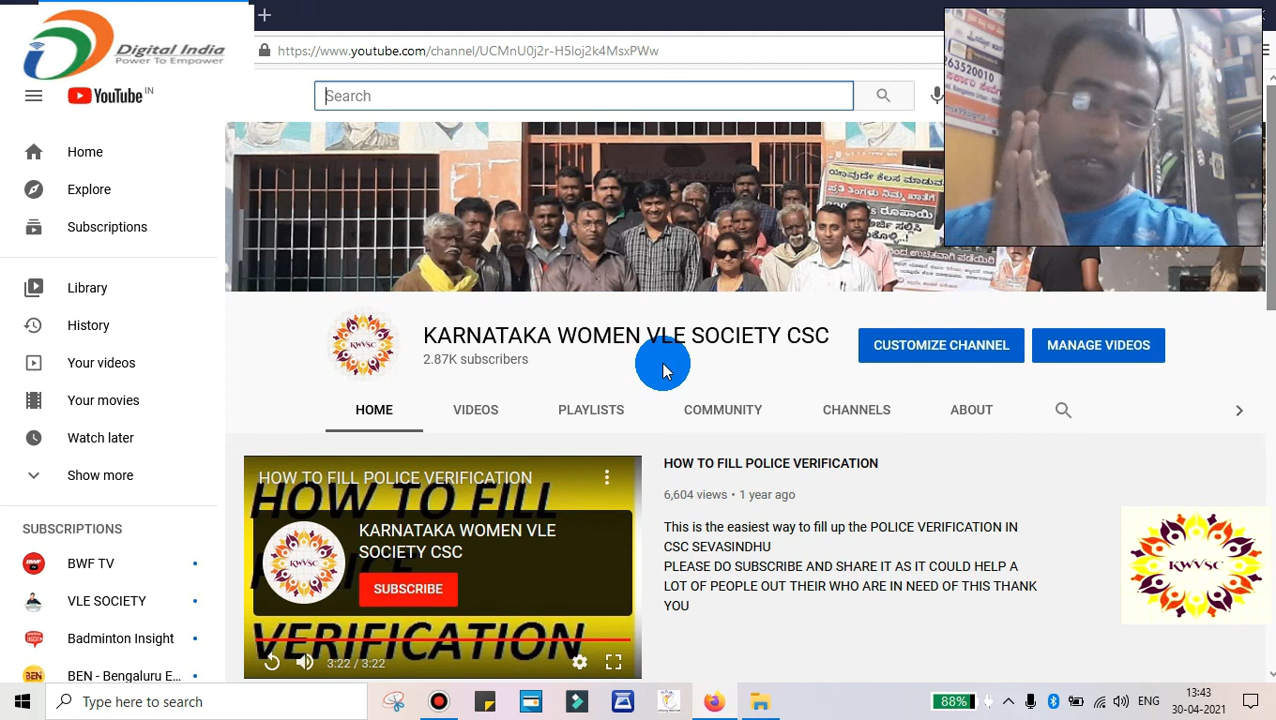 Digital India
Power To Empower
https://www.youtube.com/channel/UCMnU0j2r-H5Ioj2k4MsxPWw
YouTube IN
Search
263520010
ಯಾವುದೇ ಕೆಲಸ ಮಾಡುವ
ರೂಪಾಯಿ
Home
Explore
Subscriptions
Library
History
Your videos
Your movies
Watch later
Show more
SUBSCRIPTIONS
BWF TV
VLE SOCIETY
Badminton Insight
BEN - Bengaluru E...
KWVSC
KARNATAKA WOMEN VLE SOCIETY CSC
2.87K subscribers
CUSTOMIZE CHANNEL
MANAGE VIDEOS
HOME
VIDEOS
PLAYLISTS
COMMUNITY
CHANNELS
ABOUT
HOW TO FILL POLICE VERIFICATION
HOW TO FILL
KARNATAKA WOMEN VLE
SOCIETY CSC
KWVSC
SUBSCRIBE
VERIFICATION
3:22 / 3:22
HOW TO FILL POLICE VERIFICATION
6,604 views • 1 year ago
This is the easiest way to fill up the POLICE VERIFICATION IN
CSC SEVASINDHU
PLEASE DO SUBSCRIBE AND SHARE IT AS IT COULD HELP A
LOT OF PEOPLE OUT THEIR WHO ARE IN NEED OF THIS THANK
YOU
KWVSC
Type here to search
88%
ENG
13:43
30-04-2021